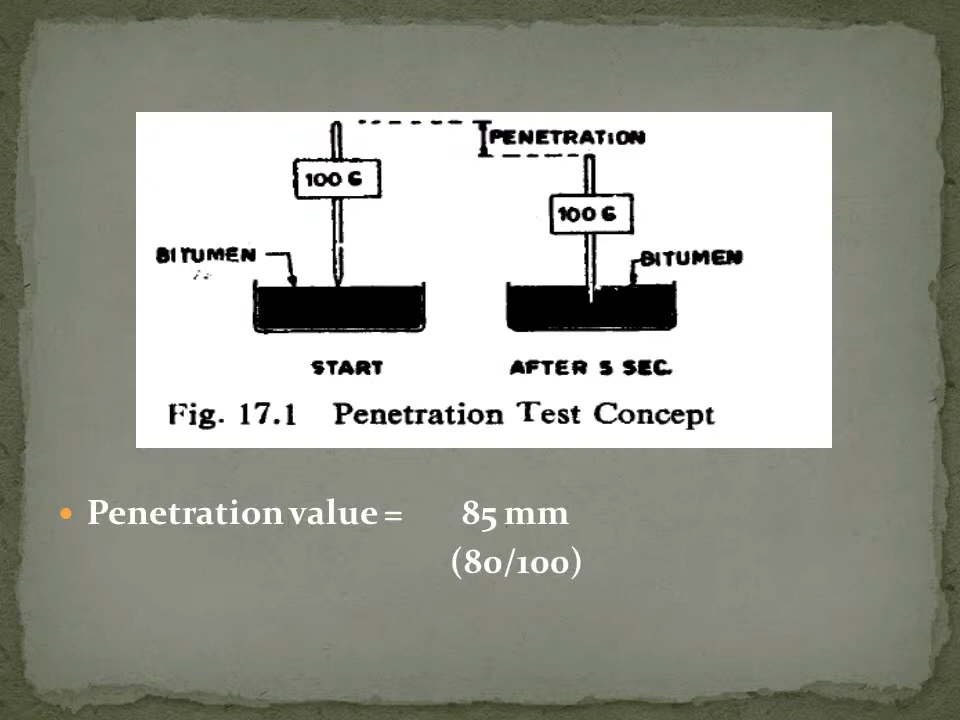 PENETRATION
100 G
100 G
BITUMEN
BITUMEN
START
AFTER 5 SEC.
Fig. 17.1 Penetration Test Concept
Penetration value = 85 mm
(80/100)